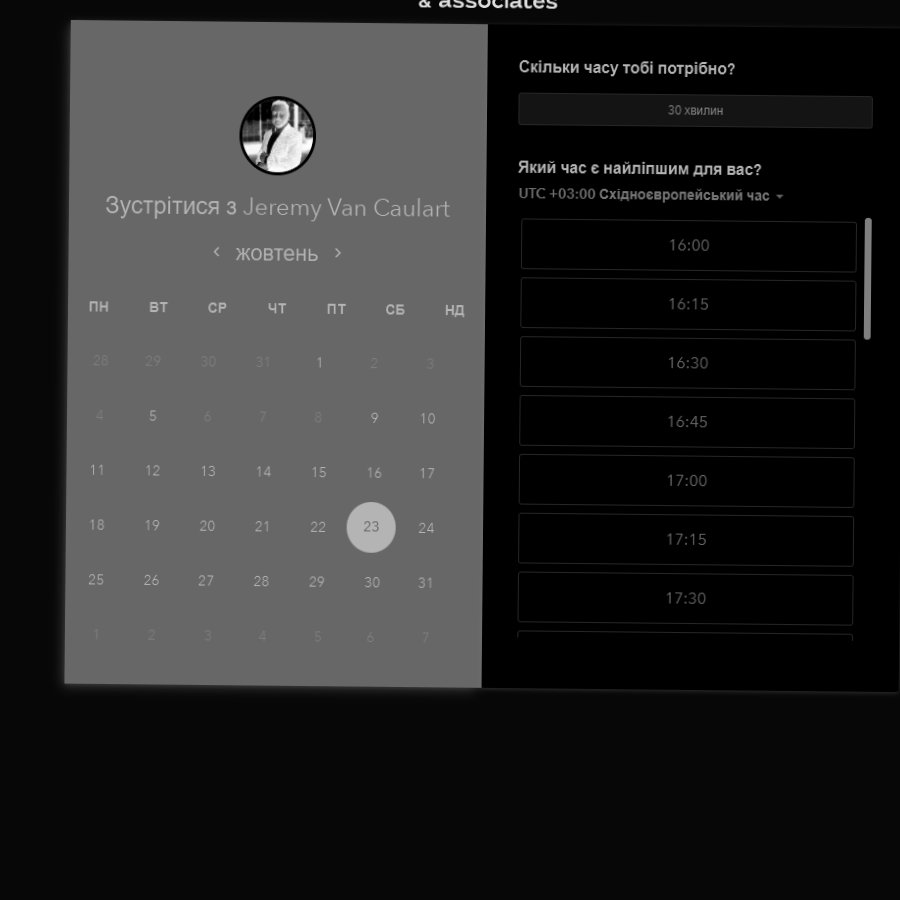 & associates
Зустрітися з Jeremy Van Caulart
жовтень
ПН ВТ СР ЧТ ПТ СБ НД
28 29 30 31 1 2 3
4 5 6 7 8 9 10
11 12 13 14 15 16 17
18 19 20 21 22 23 24
25 26 27 28 29 30 31
1 2 3 4 5 6 7
Скільки часу тобі потрібно?
30 хвилин
Який час є найліпшим для вас?
UTC +03:00 Східноєвропейський час
16:00
16:15
16:30
16:45
17:00
17:15
17:30